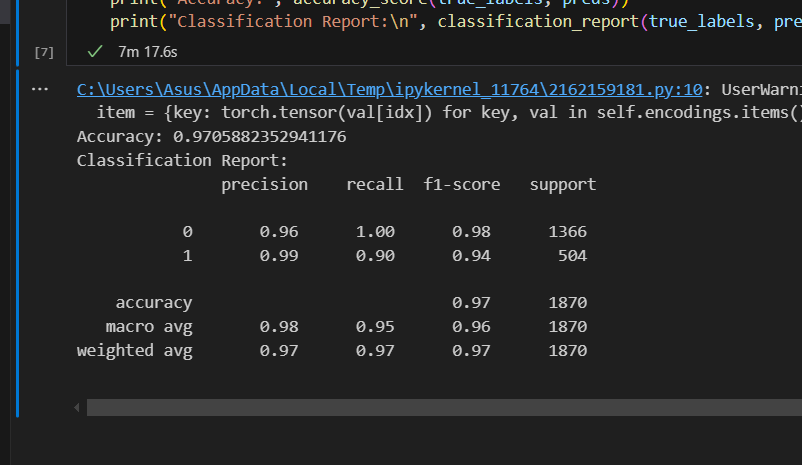 print("Accuracy:", accuracy_score(true_labels, preds))
print("Classification Report:\n", classification_report(true_labels, pre
[7] 7m 17.6s
... C:\Users\Asus\AppData\Local\Temp\ipykernel_11764\2162159181.py:10: UserWarni
item = {key: torch.tensor(val[idx]) for key, val in self.encodings.items()
Accuracy: 0.9705882352941176
Classification Report:
precision recall f1-score support
0 0.96 1.00 0.98 1366
1 0.99 0.90 0.94 504
accuracy 0.97 1870
macro avg 0.98 0.95 0.96 1870
weighted avg 0.97 0.97 0.97 1870